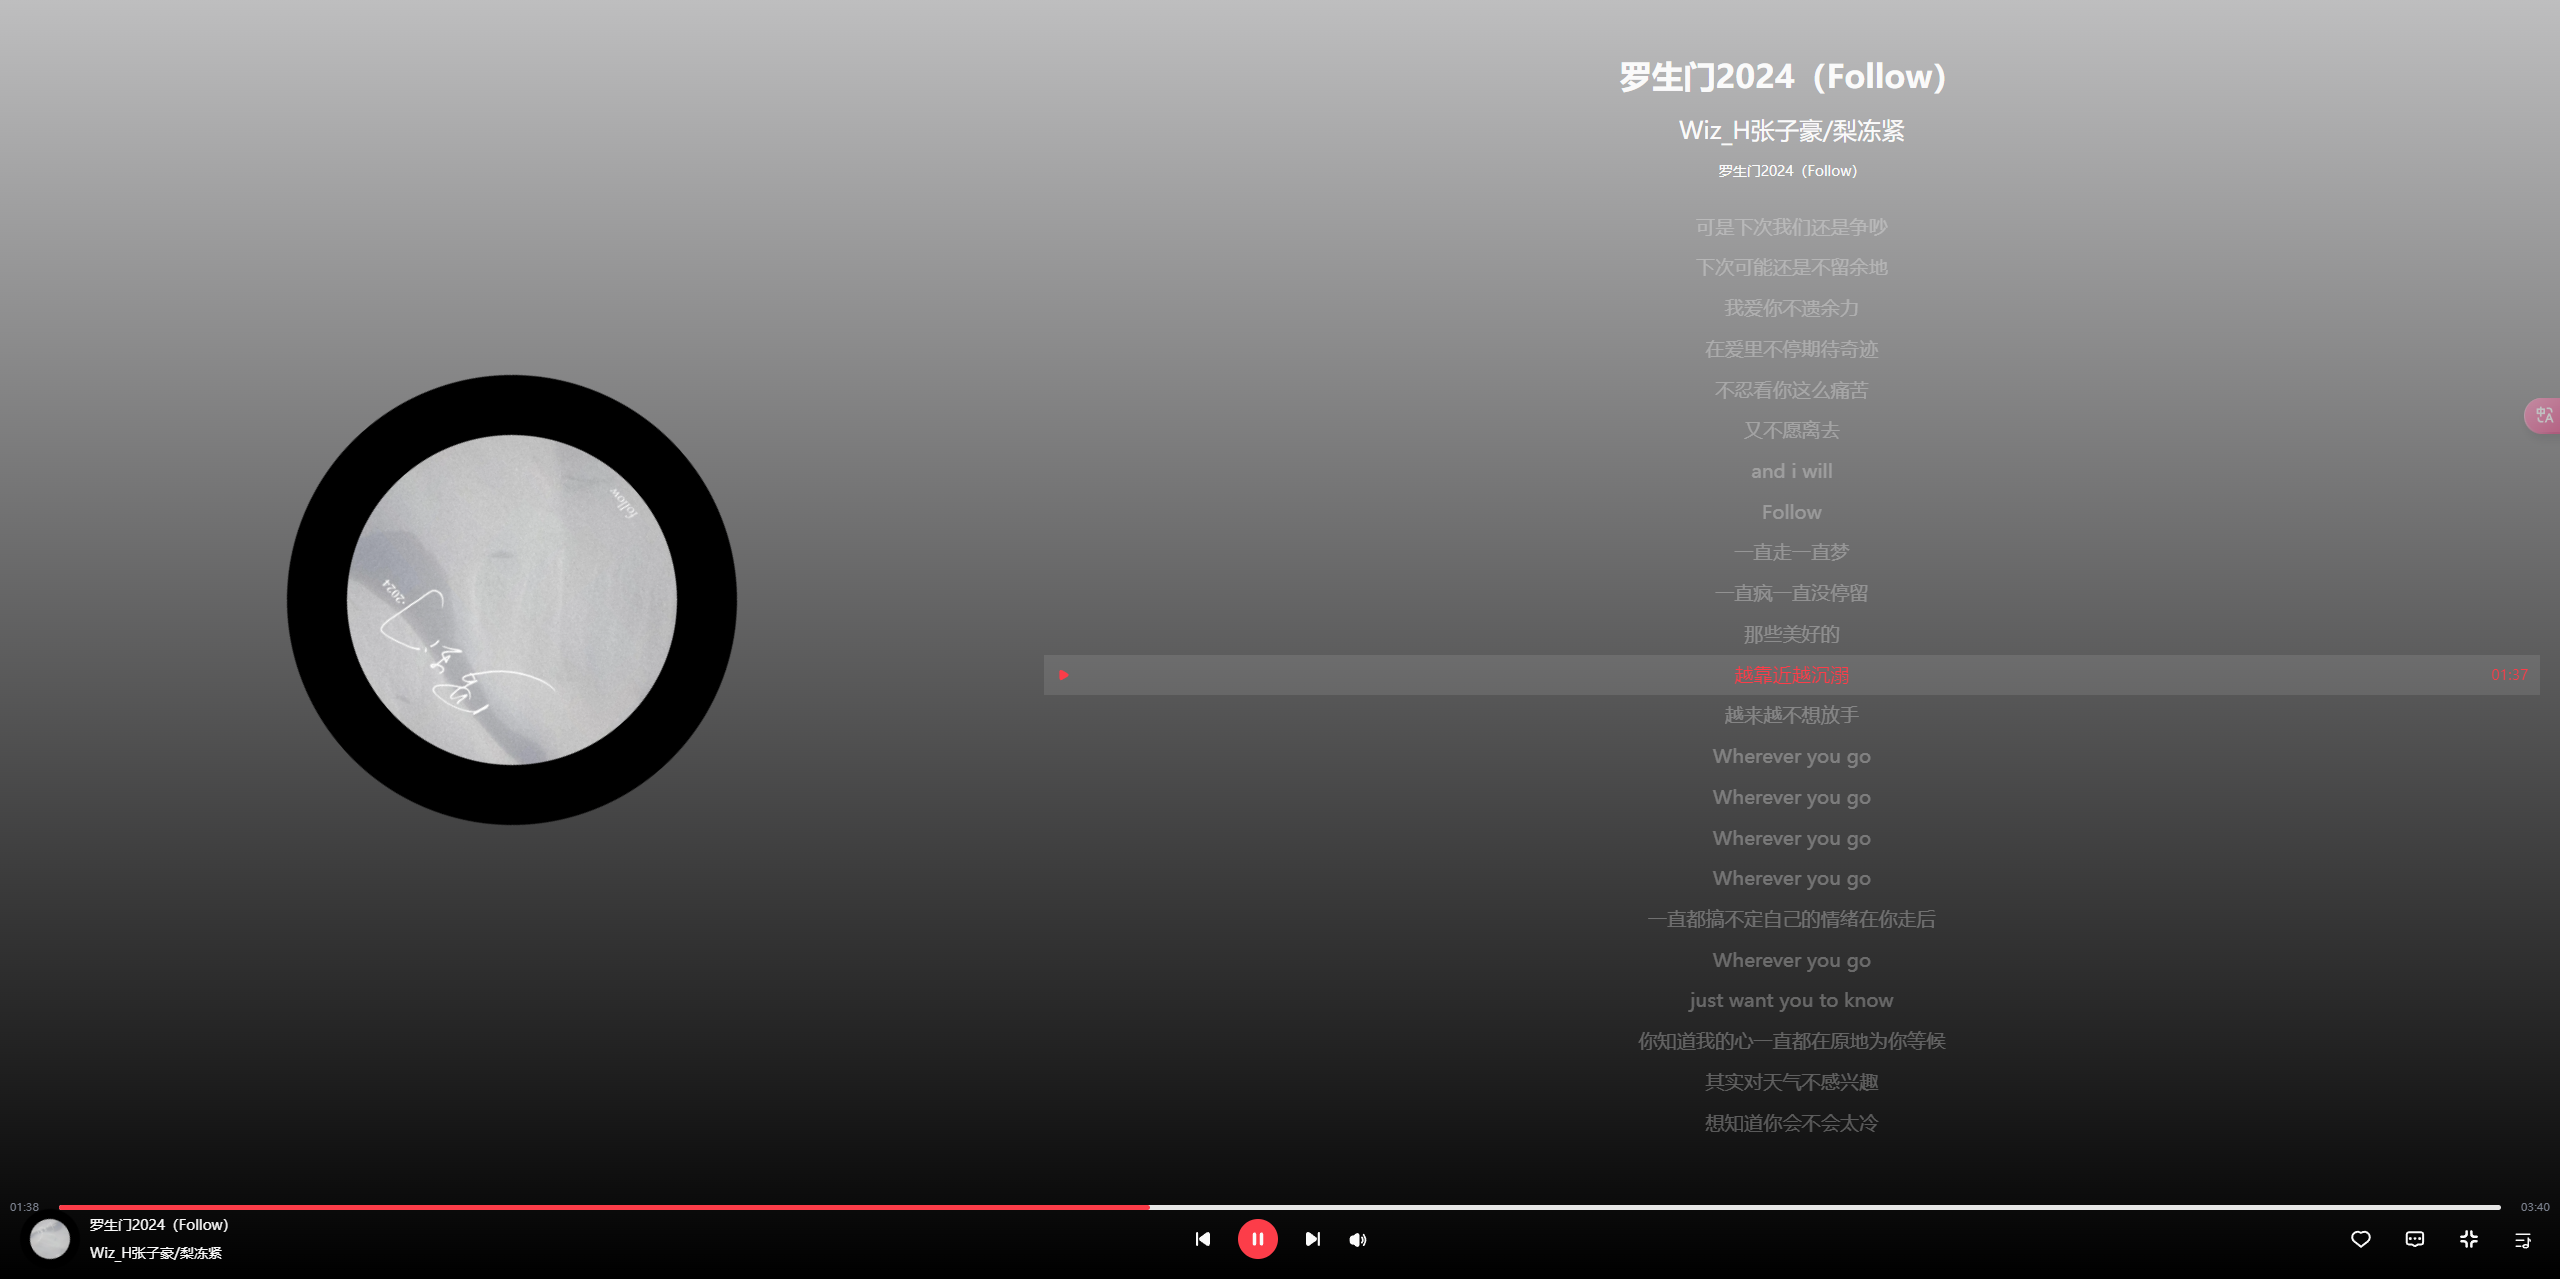 罗生门2024（Follow）
Wiz_H张子豪/梨冻紧
罗生门2024（Follow）
可是下次我们还是争吵
下次可能还是不留余地
我爱你不遗余力
在爱里不停期待奇迹
不忍看你这么痛苦
又不愿离去
and i will
Follow
一直走一直梦
一直疯一直没停留
那些美好的
越靠近越沉溺
01:37
越来越不想放手
Wherever you go
Wherever you go
Wherever you go
Wherever you go
一直都搞不定自己的情绪在你走后
Wherever you go
just want you to know
你知道我的心一直都在原地为你等候
其实对天气不感兴趣
想知道你会不会太冷
follow
·2024
01:38
03:40
罗生门2024（Follow）
Wiz_H张子豪/梨冻紧